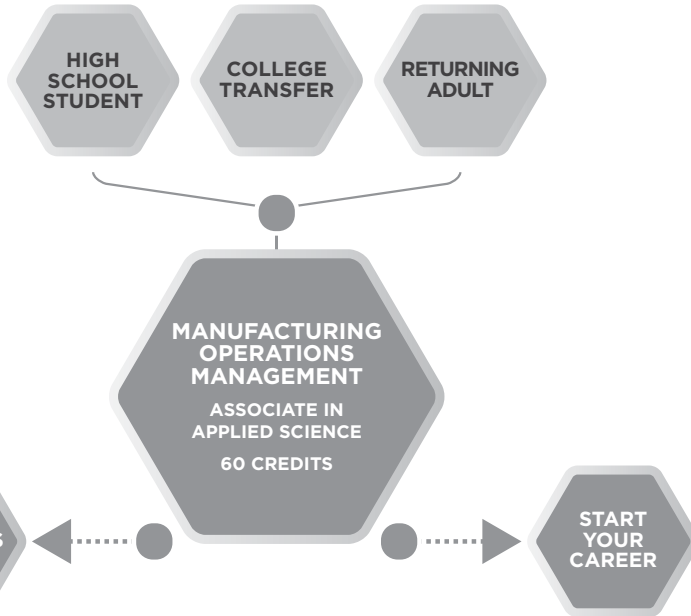 HIGH
SCHOOL
STUDENT
COLLEGE
TRANSFER
RETURNING
ADULT
MANUFACTURING
OPERATIONS
MANAGEMENT
ASSOCIATE IN
APPLIED SCIENCE
60 CREDITS
START
YOUR
CAREER